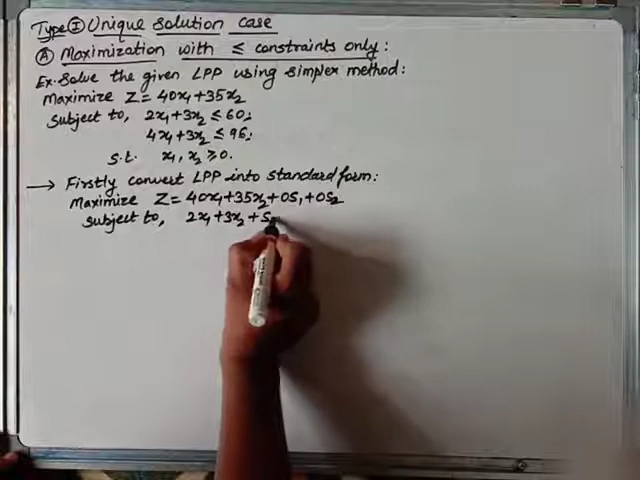 Type Ⓘ Unique solution case
Ⓐ Maximization with ≤ constraints only:
Ex. Solve the given LPP using simplex method:
Maximize Z = 40x₁+35x₂
Subject to, 2x₁+3x₂ ≤ 60;
4x₁+3x₂ ≤ 96;
s.t. x₁, x₂ ≥ 0.
→ Firstly convert LPP into standard form:
Maximize Z = 40x₁+35x₂+0S₁+0S₂
Subject to, 2x₁+3x₂+S